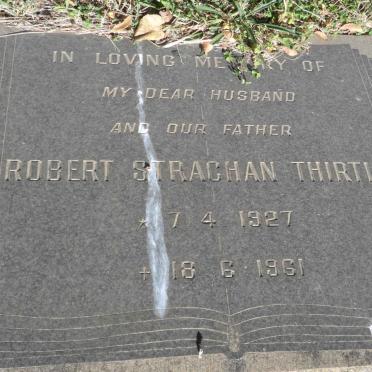 IN LOVING MEMORY OF
MY DEAR HUSBAND
AND OUR FATHER
ROBERT STRACHAN
* 7 4 1927
+ 18 6 1961